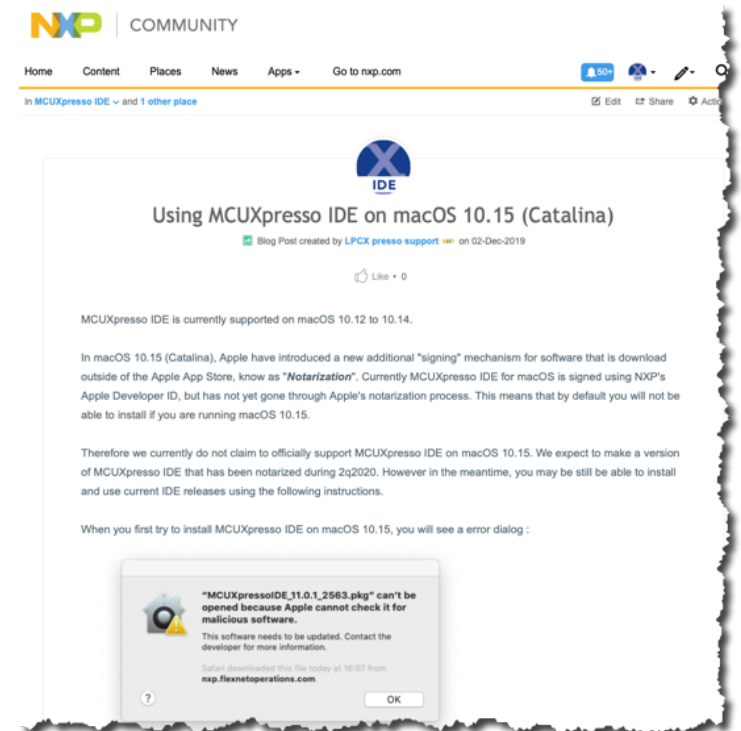 NXP COMMUNITY
Home Content Places News Apps Go to nxp.com 50+
In MCUXpresso IDE and 1 other place Edit Share
IDE
Using MCUXpresso IDE on macOS 10.15 (Catalina)
Blog Post created by LPCX presso support on 02-Dec-2019
Like • 0
MCUXpresso IDE is currently supported on macOS 10.12 to 10.14.
In macOS 10.15 (Catalina), Apple have introduced a new additional "signing" mechanism for software that is download
outside of the Apple App Store, know as "Notarization". Currently MCUXpresso IDE for macOS is signed using NXP's
Apple Developer ID, but has not yet gone through Apple's notarization process. This means that by default you will not be
able to install if you are running macOS 10.15.
Therefore we currently do not claim to officially support MCUXpresso IDE on macOS 10.15. We expect to make a version
of MCUXpresso IDE that has been notarized during 2q2020. However in the meantime, you may be still be able to install
and use current IDE releases using the following instructions.
When you first try to install MCUXpresso IDE on macOS 10.15, you will see a error dialog :
"MCUXpressoIDE_11.0.1_2563.pkg" can't be
opened because Apple cannot check it for
malicious software.
This software needs to be updated. Contact the
developer for more information.
Safari downloaded this file today at 16:07 from
nxp.flexnetoperations.com
? OK